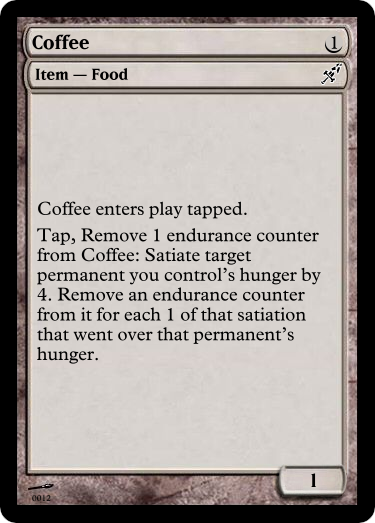 Coffee 1
Item — Food
Coffee enters play tapped.
Tap, Remove 1 endurance counter
from Coffee: Satiate target
permanent you control's hunger by
4. Remove an endurance counter
from it for each 1 of that satiation
that went over that permanent's
hunger.
1
0012